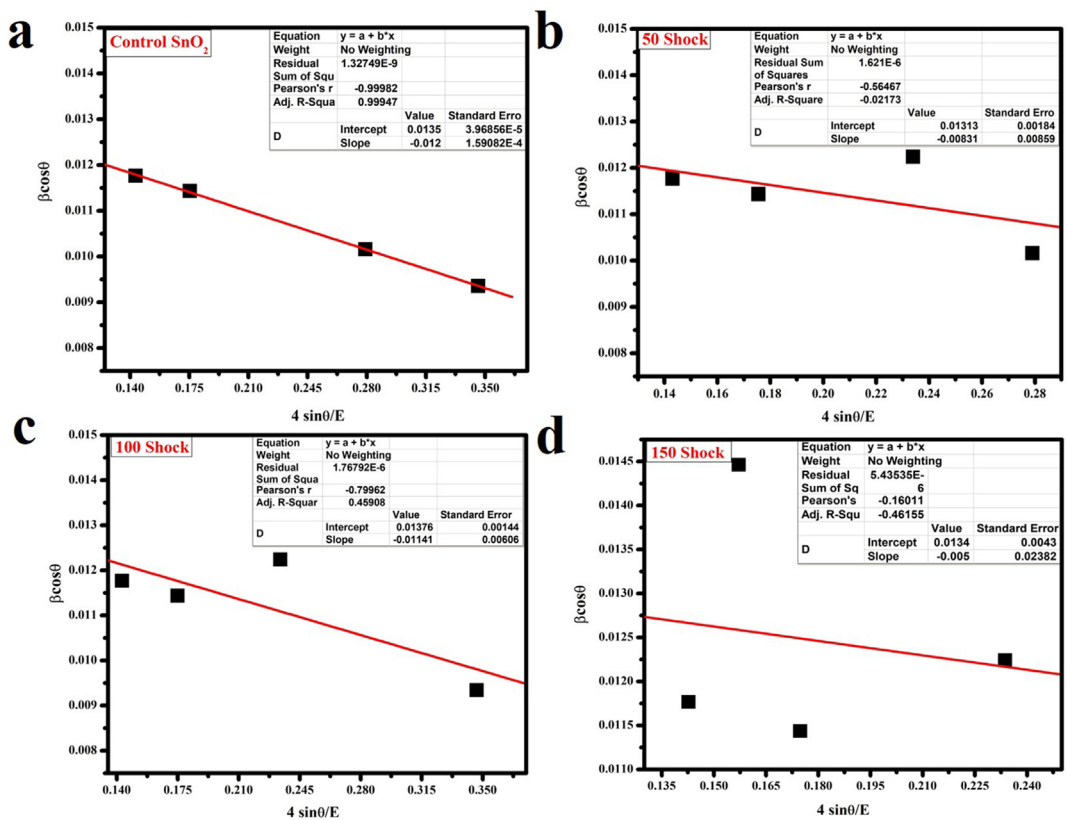 a
Control SnO2
Equation y = a + b*x
Weight No Weighting
Residual 1.32749E-9
Sum of Squ
Pearson's r -0.99982
Adj. R-Squa 0.99947
Value Standard Erro
D
Intercept 0.0135 3.96856E-5
Slope -0.012 1.59082E-4
βcosθ
0.015
0.014
0.013
0.012
0.011
0.010
0.009
0.008
0.140 0.175 0.210 0.245 0.280 0.315 0.350
4 sinθ/E
b
50 Shock
Equation y = a + b*x
Weight No Weighting
Residual Sum 1.621E-6
of Squares
Pearson's r -0.56467
Adj. R-Square -0.02173
Value Standard Erro
D
Intercept 0.01313 0.00184
Slope -0.00831 0.00859
βcosθ
0.015
0.014
0.013
0.012
0.011
0.010
0.009
0.008
0.14 0.16 0.18 0.20 0.22 0.24 0.26 0.28
4 sinθ/E
c
100 Shock
Equation y = a + b*x
Weight No Weighting
Residual 1.76792E-6
Sum of Squa
Pearson's r -0.79962
Adj. R-Squar 0.45908
Value Standard Error
D
Intercept 0.01376 0.00144
Slope -0.01141 0.00606
βcosθ
0.015
0.014
0.013
0.012
0.011
0.010
0.009
0.008
0.140 0.175 0.210 0.245 0.280 0.315 0.350
4 sinθ/E
d
150 Shock
Equation y = a + b*x
Weight No Weighting
Residual 5.43535E-
Sum of Sq 6
Pearson's -0.16011
Adj. R-Squ -0.46155
Value Standard Error
D
Intercept 0.0134 0.0043
Slope -0.005 0.02382
βcosθ
0.0145
0.0140
0.0135
0.0130
0.0125
0.0120
0.0115
0.0110
0.135 0.150 0.165 0.180 0.195 0.210 0.225 0.240
4 sinθ/E